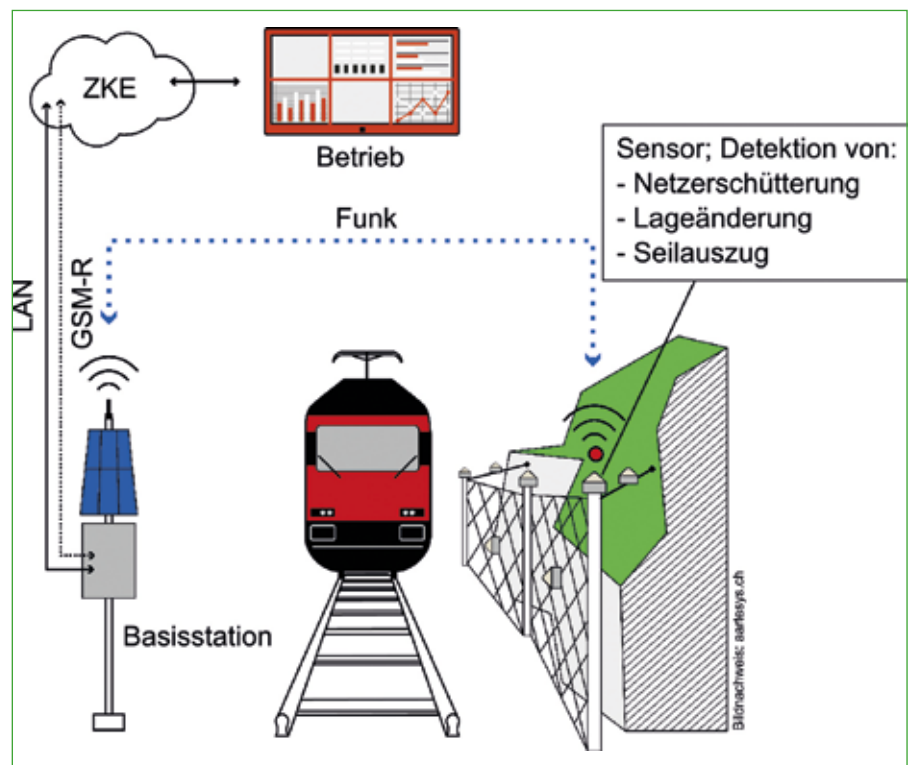 ZKE
Betrieb
Sensor; Detektion von:
- Netzerschütterung
- Lageänderung
- Seilauszug
Funk
LAN
GSM-R
Basisstation
Bildnachweis: aartesys.ch